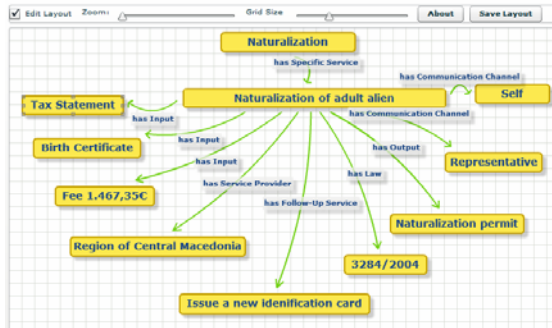 Edit Layout Zoom: Grid Size About Save Layout
Naturalization
has Specific Service
has Communication Channel
Tax Statement
Naturalization of adult alien
Self
has Input
has Communication Channel
Birth Certificate
has Input
has Output
Representative
has Input
Fee 1.467,35€
has Service Provider
has Law
has Follow-Up Service
Naturalization permit
Region of Central Macedonia
3284/2004
Issue a new idenification card